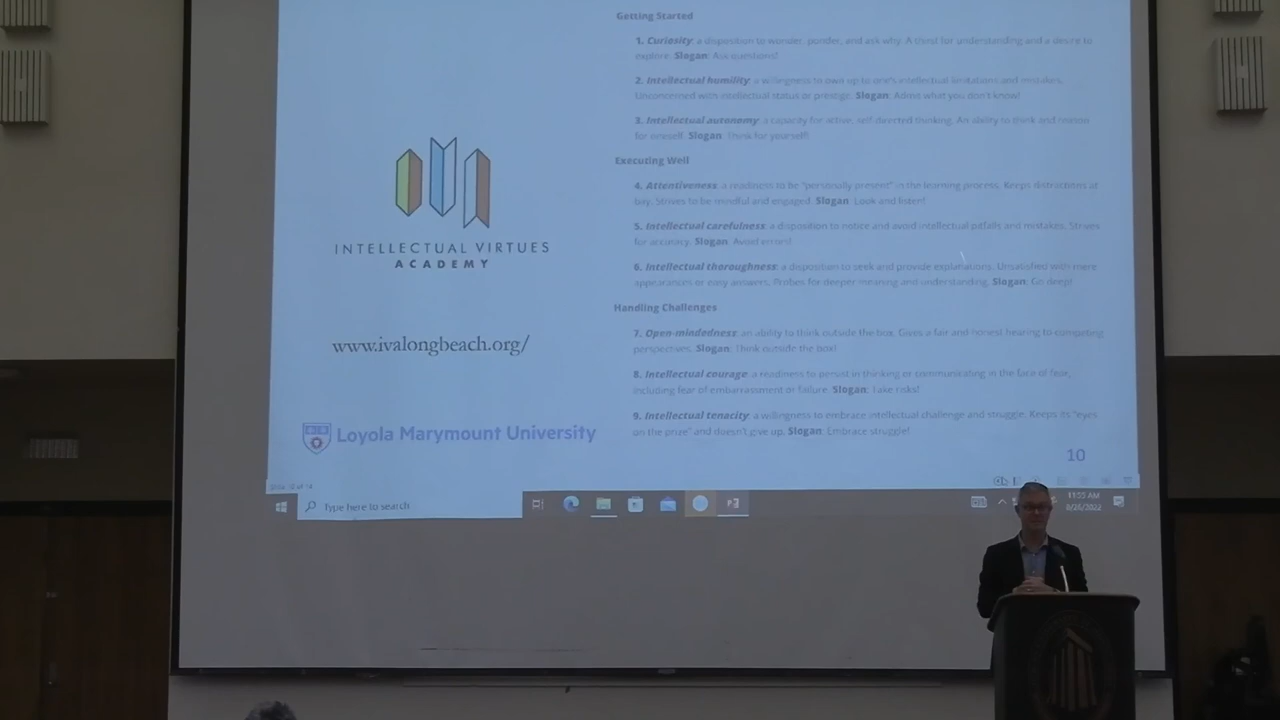 Getting Started
1. Curiosity: a disposition to wonder, ponder, and ask why. A thirst for understanding and a desire to
explore. Slogan: Ask questions!
2. Intellectual humility: a willingness to own up to one's intellectual limitations and mistakes.
Unconcerned with intellectual status or prestige. Slogan: Admit what you don't know!
3. Intellectual autonomy: a capacity for active, self-directed thinking. An ability to think and reason
for oneself. Slogan: Think for yourself!
Executing Well
4. Attentiveness: a readiness to be "personally present" in the learning process. Keeps distractions at
bay. Strives to be mindful and engaged. Slogan: Look and listen!
5. Intellectual carefulness: a disposition to notice and avoid intellectual pitfalls and mistakes. Strives
for accuracy. Slogan: Avoid errors!
6. Intellectual thoroughness: a disposition to seek and provide explanations. Unsatisfied with mere
appearances or easy answers. Probes for deeper meaning and understanding. Slogan: Go deep!
Handling Challenges
7. Open-mindedness: an ability to think outside the box. Gives a fair and honest hearing to competing
perspectives. Slogan: Think outside the box!
8. Intellectual courage: a readiness to persist in thinking or communicating in the face of fear,
including fear of embarrassment or failure. Slogan: Take risks!
9. Intellectual tenacity: a willingness to embrace intellectual challenge and struggle. Keeps its "eyes
on the prize" and doesn't give up. Slogan: Embrace struggle!
INTELLECTUAL VIRTUES
ACADEMY
www.ivalongbeach.org/
Loyola Marymount University
10
Type here to search
11:55 AM